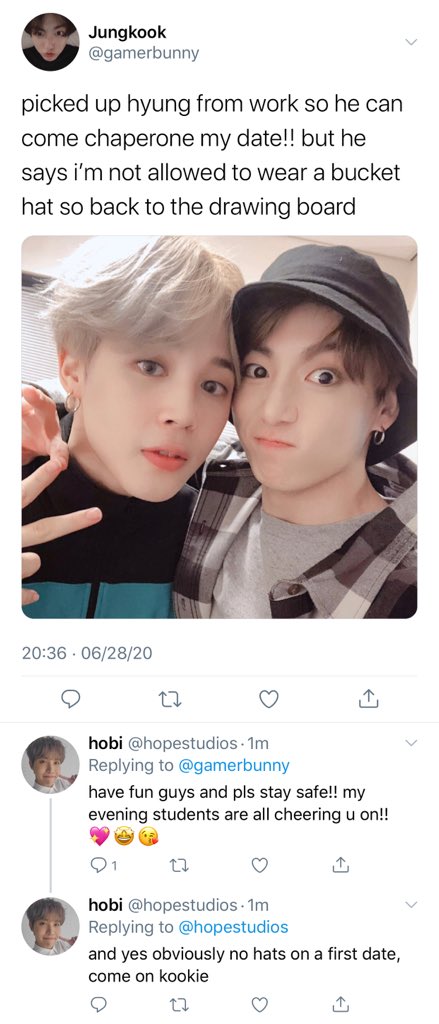 Jungkook
@gamerbunny
picked up hyung from work so he can
come chaperone my date!! but he
says i’m not allowed to wear a bucket
hat so back to the drawing board
20:36 · 06/28/20
hobi @hopestudios · 1m
Replying to @gamerbunny
have fun guys and pls stay safe!! my
evening students are all cheering u on!!
💖🤩😘
1
hobi @hopestudios · 1m
Replying to @hopestudios
and yes obviously no hats on a first date,
come on kookie